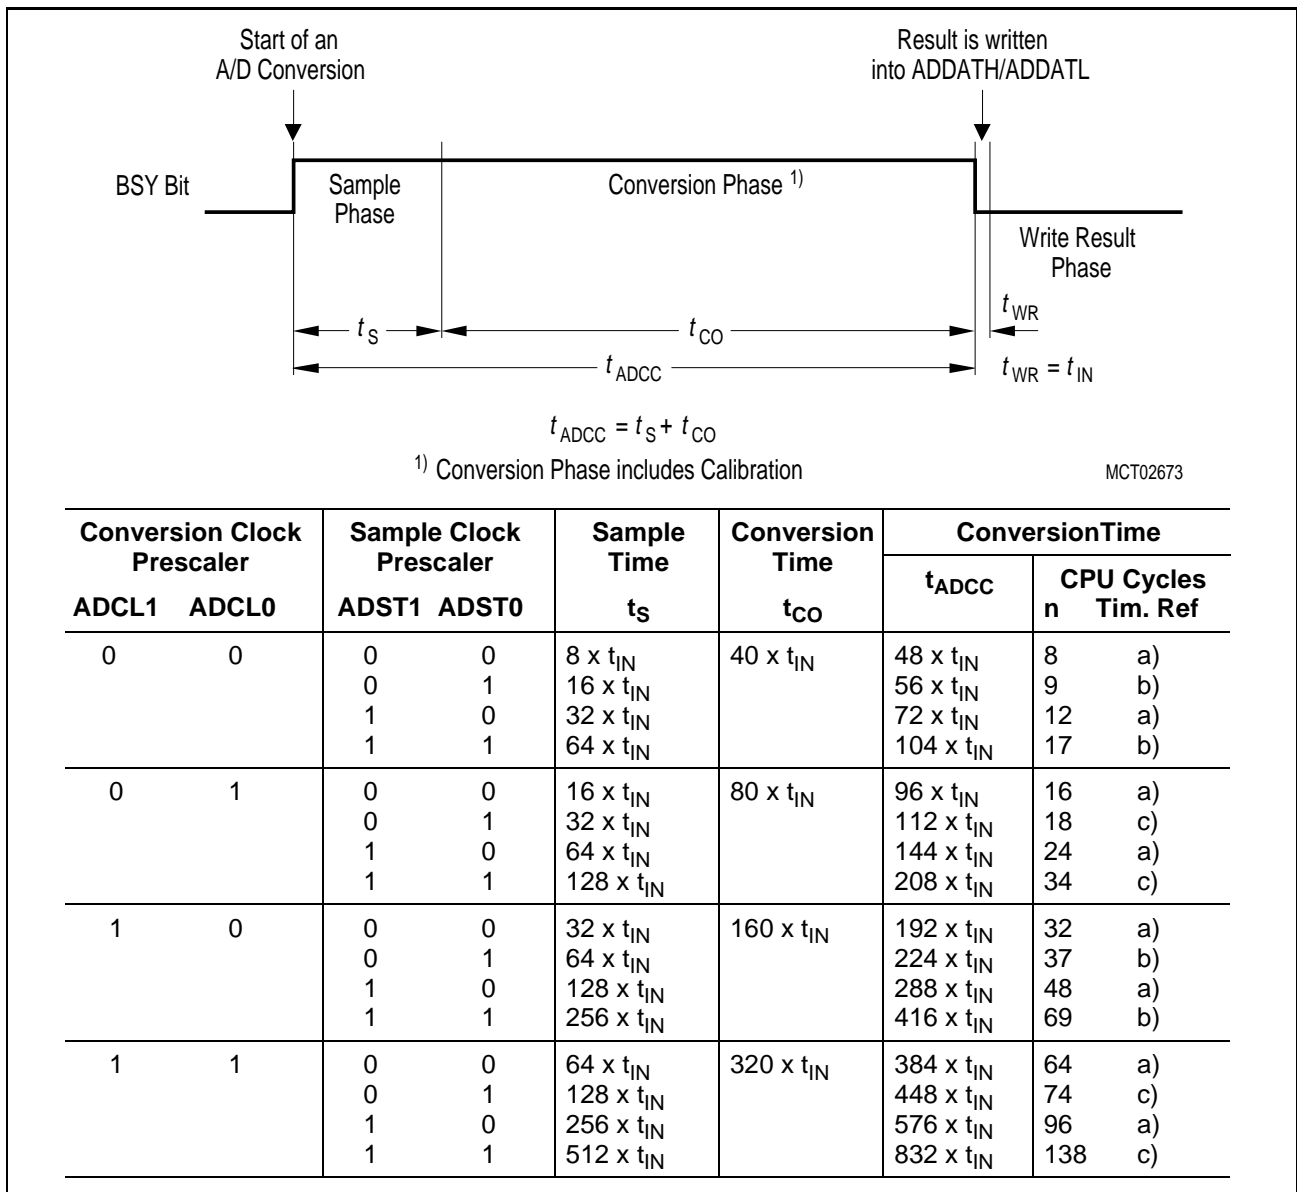 Start of an
A/D Conversion
Result is written
into ADDATH/ADDATL
BSY Bit
Sample
Phase
Conversion Phase 1)
Write Result
Phase
t WR
t S
t CO
t ADCC
t WR = t IN
t ADCC = t S + t CO
1) Conversion Phase includes Calibration
MCT02673
Conversion Clock Prescaler
Sample Clock Prescaler
Sample Time
Conversion Time
ConversionTime
ADCL1 ADCL0 ADST1 ADST0 tS tCO tADCC CPU Cycles
n Tim. Ref
0 0 0 0 8 x tIN 40 x tIN 48 x tIN 8 a)
0 1 16 x tIN 56 x tIN 9 b)
1 0 32 x tIN 72 x tIN 12 a)
1 1 64 x tIN 104 x tIN 17 b)
0 1 0 0 16 x tIN 80 x tIN 96 x tIN 16 a)
0 1 32 x tIN 112 x tIN 18 c)
1 0 64 x tIN 144 x tIN 24 a)
1 1 128 x tIN 208 x tIN 34 c)
1 0 0 0 32 x tIN 160 x tIN 192 x tIN 32 a)
0 1 64 x tIN 224 x tIN 37 b)
1 0 128 x tIN 288 x tIN 48 a)
1 1 256 x tIN 416 x tIN 69 b)
1 1 0 0 64 x tIN 320 x tIN 384 x tIN 64 a)
0 1 128 x tIN 448 x tIN 74 c)
1 0 256 x tIN 576 x tIN 96 a)
1 1 512 x tIN 832 x tIN 138 c)